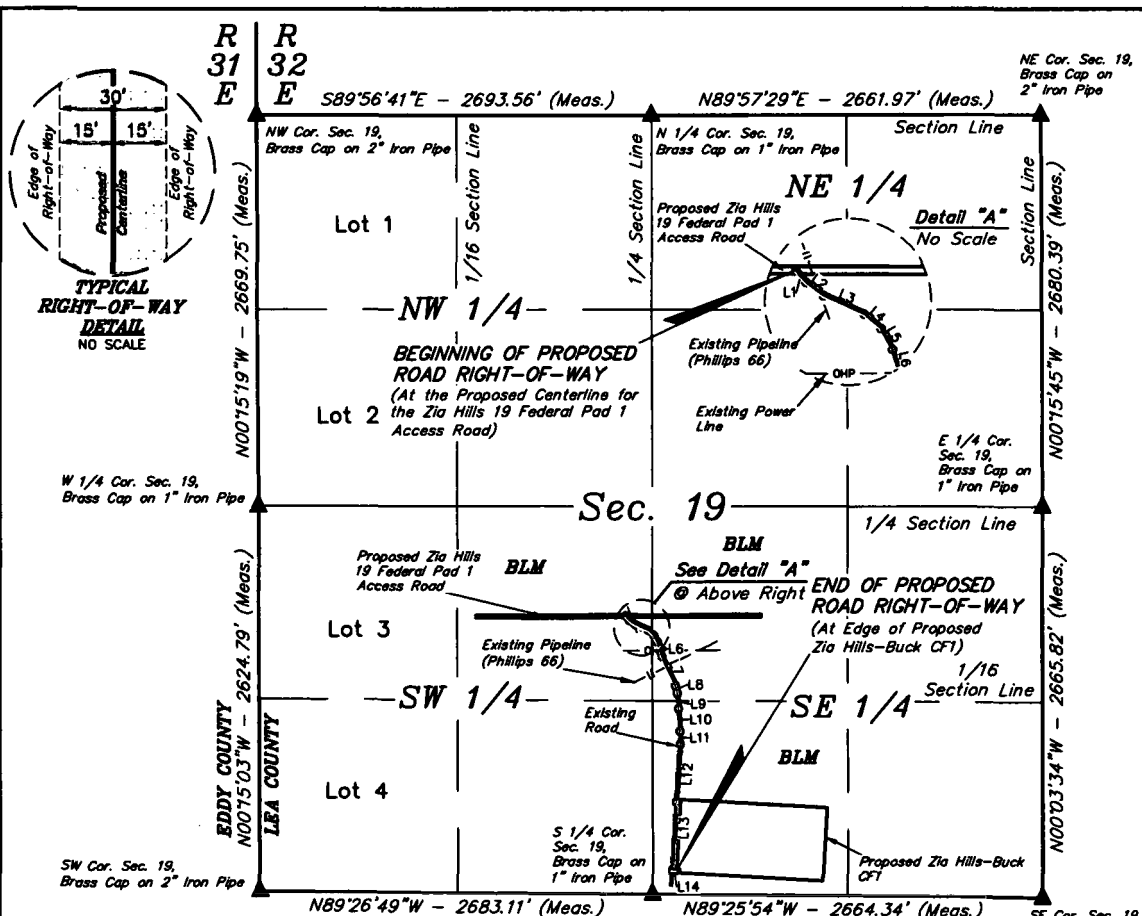 R R
31 32
E E
NE Cor. Sec. 19,
Brass Cap on
2" Iron Pipe
S89°56'41"E - 2693.56' (Meas.)
N89°57'29"E - 2661.97' (Meas.)
30'
15' 15'
Edge of
Right-of-Way
Proposed
Centerline
Edge of
Right-of-Way
TYPICAL
RIGHT-OF-WAY
DETAIL
NO SCALE
NW Cor. Sec. 19,
Brass Cap on 2" Iron Pipe
N 1/4 Cor. Sec. 19,
Brass Cap on 1" Iron Pipe
Section Line
N00°15'19"W - 2669.75' (Meas.)
1/16 Section Line
1/4 Section Line
Section Line
N00°15'45"W - 2680.39' (Meas.)
Lot 1
NE 1/4
Proposed Zia Hills
19 Federal Pad 1
Access Road
Detail "A"
No Scale
L1
L2
L3
L4
L5
L6
NW 1/4
Existing Pipeline
(Phillips 66)
OHP
Existing Power
Line
BEGINNING OF PROPOSED
ROAD RIGHT-OF-WAY
(At the Proposed Centerline for
the Zia Hills 19 Federal Pad 1
Access Road)
Lot 2
W 1/4 Cor. Sec. 19,
Brass Cap on 1" Iron Pipe
E 1/4 Cor.
Sec. 19,
Brass Cap on
1" Iron Pipe
Sec. 19
1/4 Section Line
Proposed Zia Hills
19 Federal Pad 1
Access Road
BLM
BLM
See Detail "A"
@ Above Right
END OF PROPOSED
ROAD RIGHT-OF-WAY
(At Edge of Proposed
Zia Hills-Buck CF1)
Lot 3
Existing Pipeline
(Phillips 66)
L6
L7
L8
L9
L10
L11
L12
L13
L14
1/16
Section Line
SW 1/4
SE 1/4
Existing
Road
BLM
Lot 4
EDDY COUNTY
LEA COUNTY
N00°15'03"W - 2624.79' (Meas.)
N00°03'34"W - 2665.82' (Meas.)
S 1/4 Cor.
Sec. 19,
Brass Cap on
1" Iron Pipe
Proposed Zia Hills-Buck
CF1
SW Cor. Sec. 19,
Brass Cap on 2" Iron Pipe
N89°26'49"W - 2683.11' (Meas.)
N89°25'54"W - 2664.34' (Meas.)